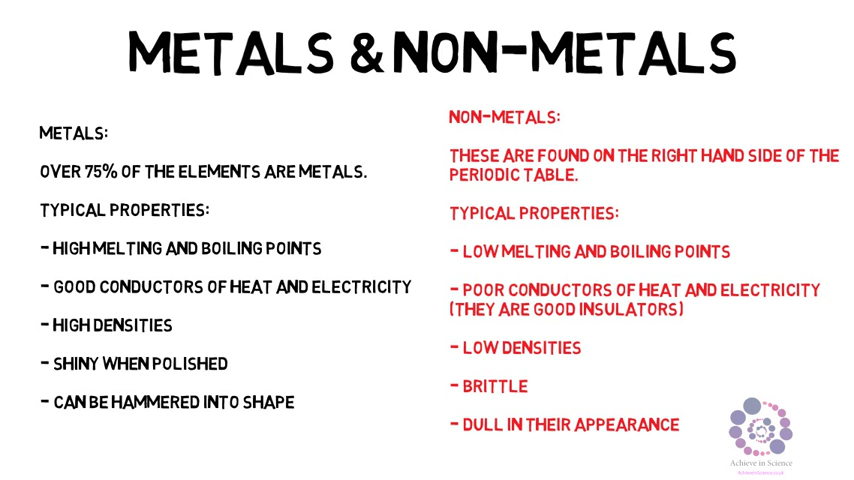 METALS & NON-METALS
METALS:
OVER 75% OF THE ELEMENTS ARE METALS.
TYPICAL PROPERTIES:
- HIGH MELTING AND BOILING POINTS
- GOOD CONDUCTORS OF HEAT AND ELECTRICITY
- HIGH DENSITIES
- SHINY WHEN POLISHED
- CAN BE HAMMERED INTO SHAPE
NON-METALS:
THESE ARE FOUND ON THE RIGHT HAND SIDE OF THE
PERIODIC TABLE.
TYPICAL PROPERTIES:
- LOW MELTING AND BOILING POINTS
- POOR CONDUCTORS OF HEAT AND ELECTRICITY
(THEY ARE GOOD INSULATORS)
- LOW DENSITIES
- BRITTLE
- DULL IN THEIR APPEARANCE
Achieve in Science
AchieveinScience.co.uk